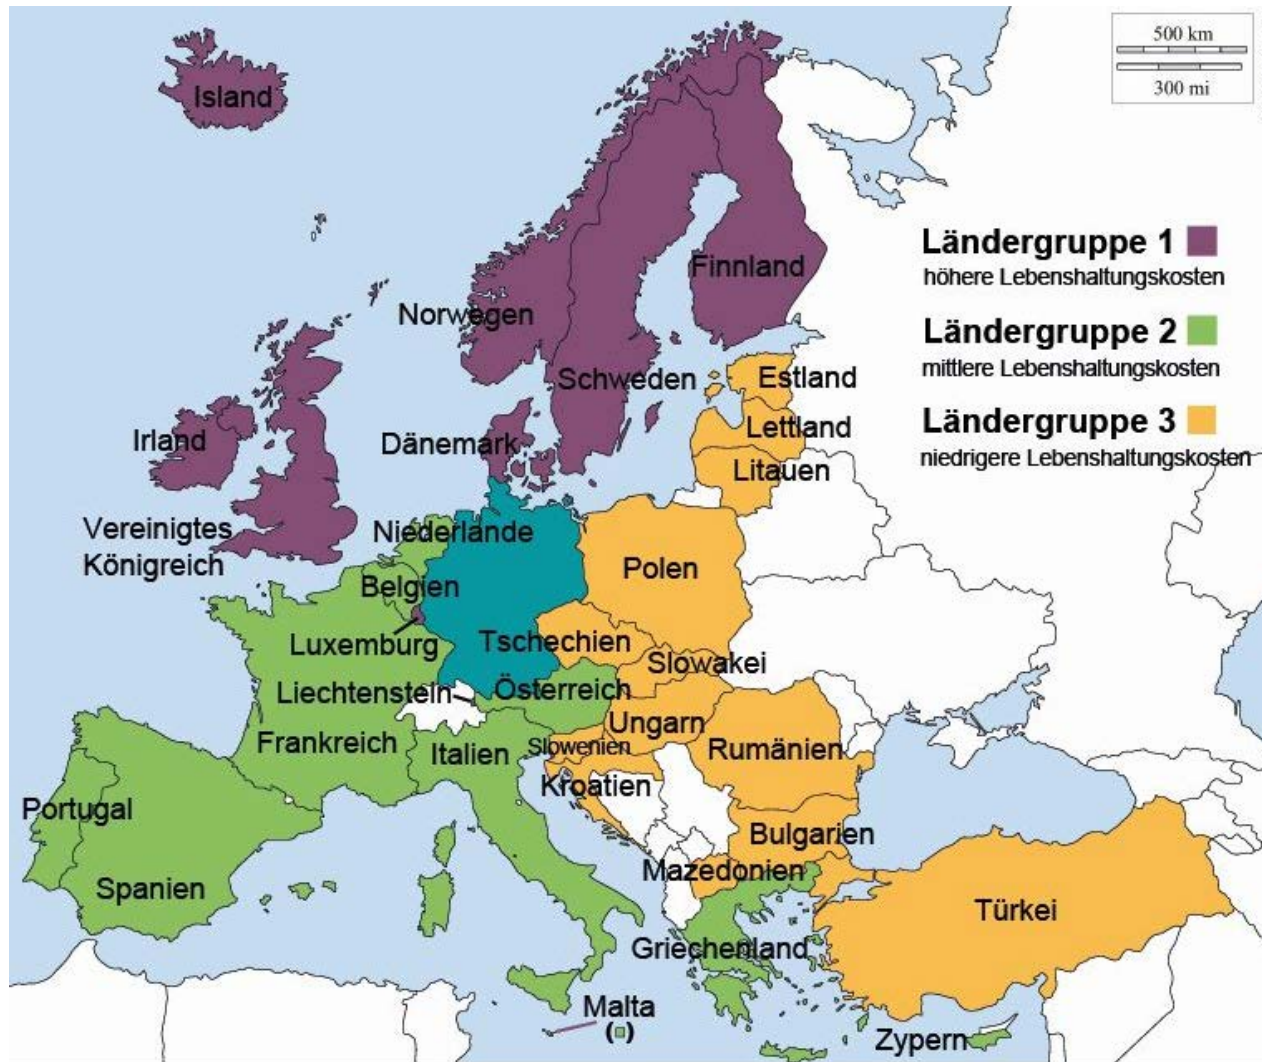 500 km
300 mi
Island
Ländergruppe 1
höhere Lebenshaltungskosten
Finnland
Norwegen
Ländergruppe 2
mittlere Lebenshaltungskosten
Schweden
Estland
Ländergruppe 3
niedrigere Lebenshaltungskosten
Lettland
Irland
Dänemark
Litauen
Vereinigtes
Königreich
Niederlande
Polen
Belgien
Luxemburg
Tschechien
Slowakei
Liechtenstein
Österreich
Ungarn
Frankreich
Italien
Slowenien
Rumänien
Kroatien
Portugal
Bulgarien
Mazedonien
Spanien
Türkei
Griechenland
Malta
Zypern